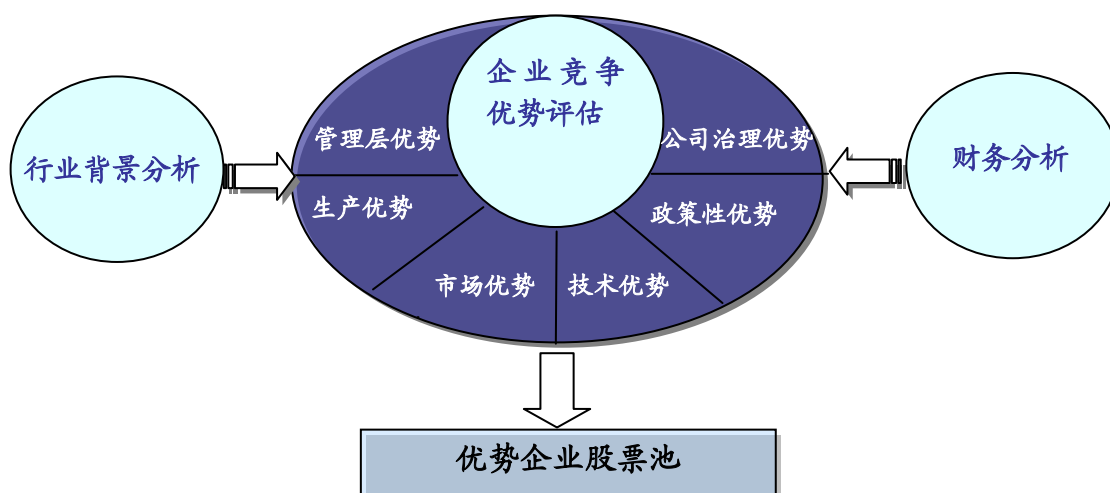 企业竞争
优势评估
管理层优势
公司治理优势
行业背景分析
财务分析
生产优势
政策性优势
市场优势
技术优势
优势企业股票池